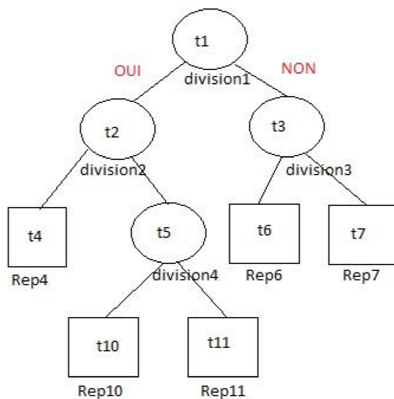 t1
OUI
NON
division1
t2
t3
division2
division3
t4
t5
t6
t7
Rep4
division4
Rep6
Rep7
t10
t11
Rep10
Rep11